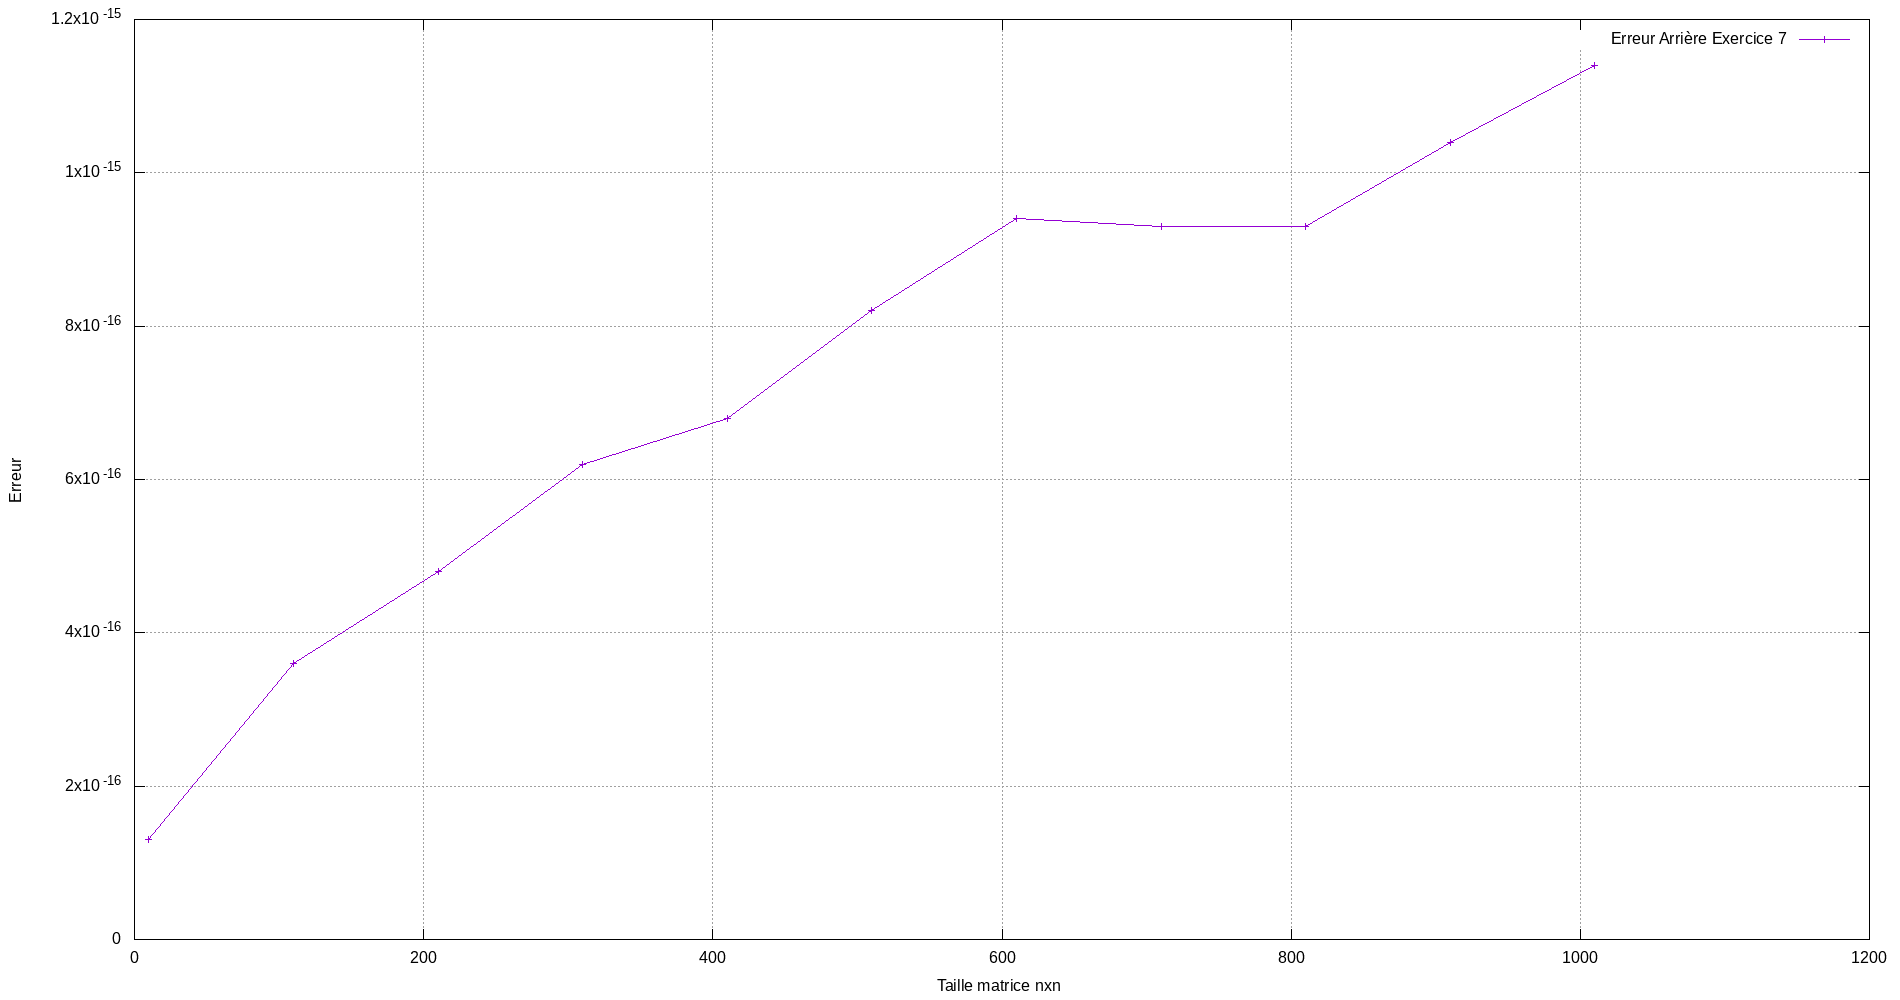 1.2x10 -15
Erreur Arrière Exercice 7
1x10 -15
8x10 -16
6x10 -16
Erreur
4x10 -16
2x10 -16
0
0 200 400 600 800 1000 1200
Taille matrice nxn